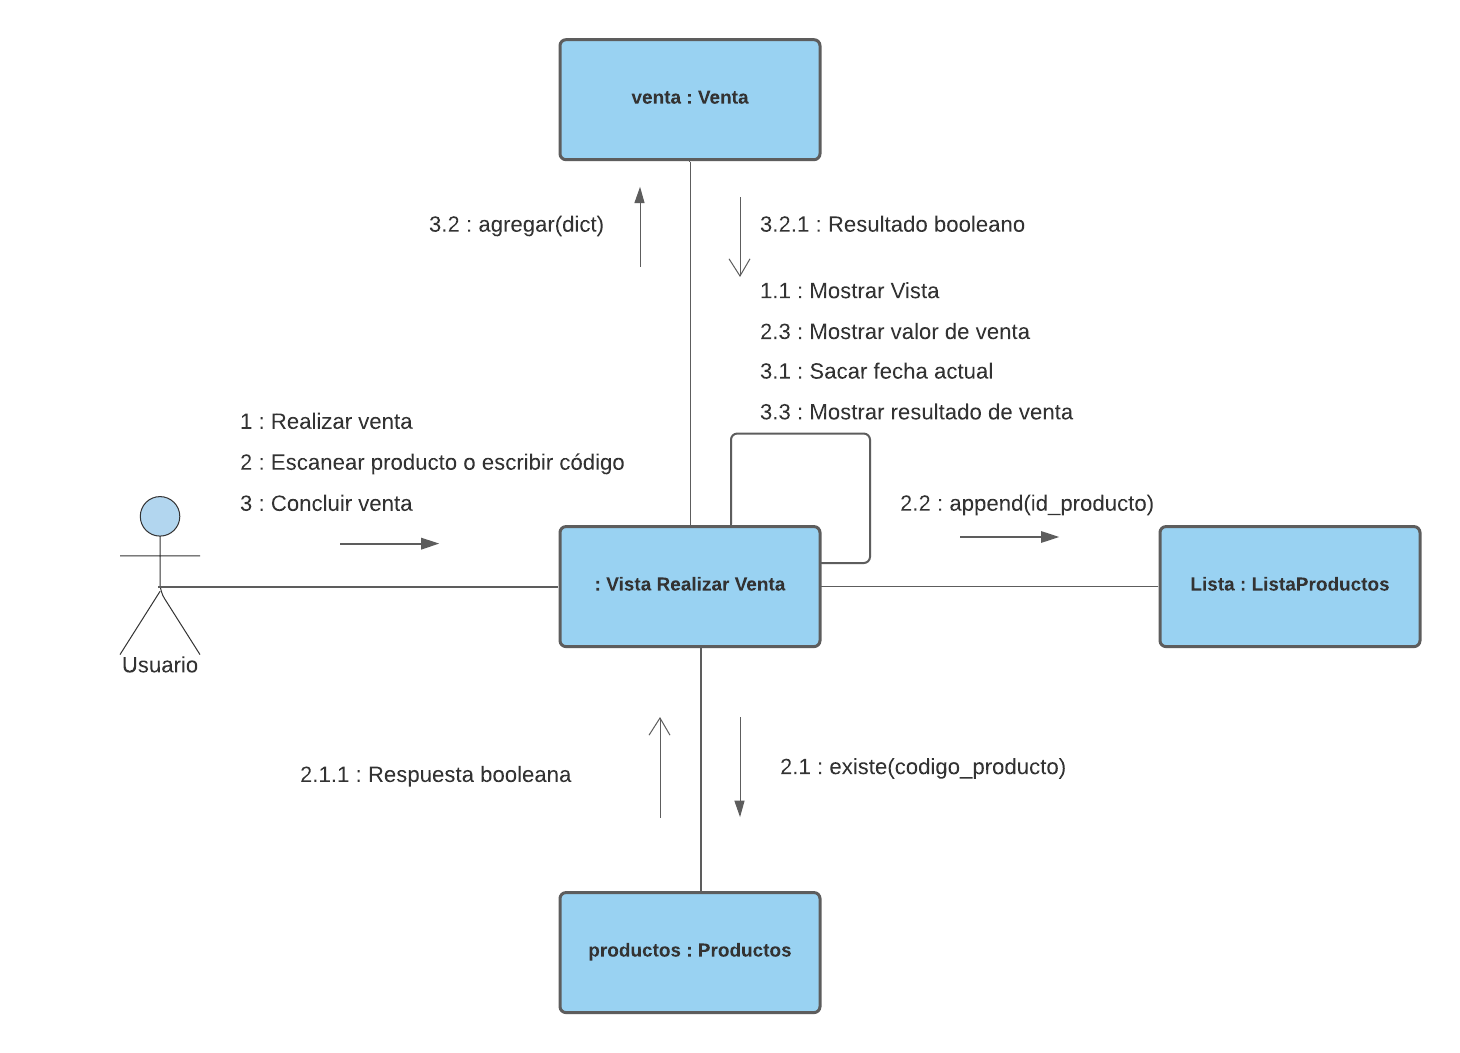 venta : Venta
3.2 : agregar(dict)
3.2.1 : Resultado booleano
1.1 : Mostrar Vista
2.3 : Mostrar valor de venta
3.1 : Sacar fecha actual
3.3 : Mostrar resultado de venta
1 : Realizar venta
2 : Escanear producto o escribir código
3 : Concluir venta
2.2 : append(id_producto)
: Vista Realizar Venta
Lista : ListaProductos
Usuario
2.1.1 : Respuesta booleana
2.1 : existe(codigo_producto)
productos : Productos